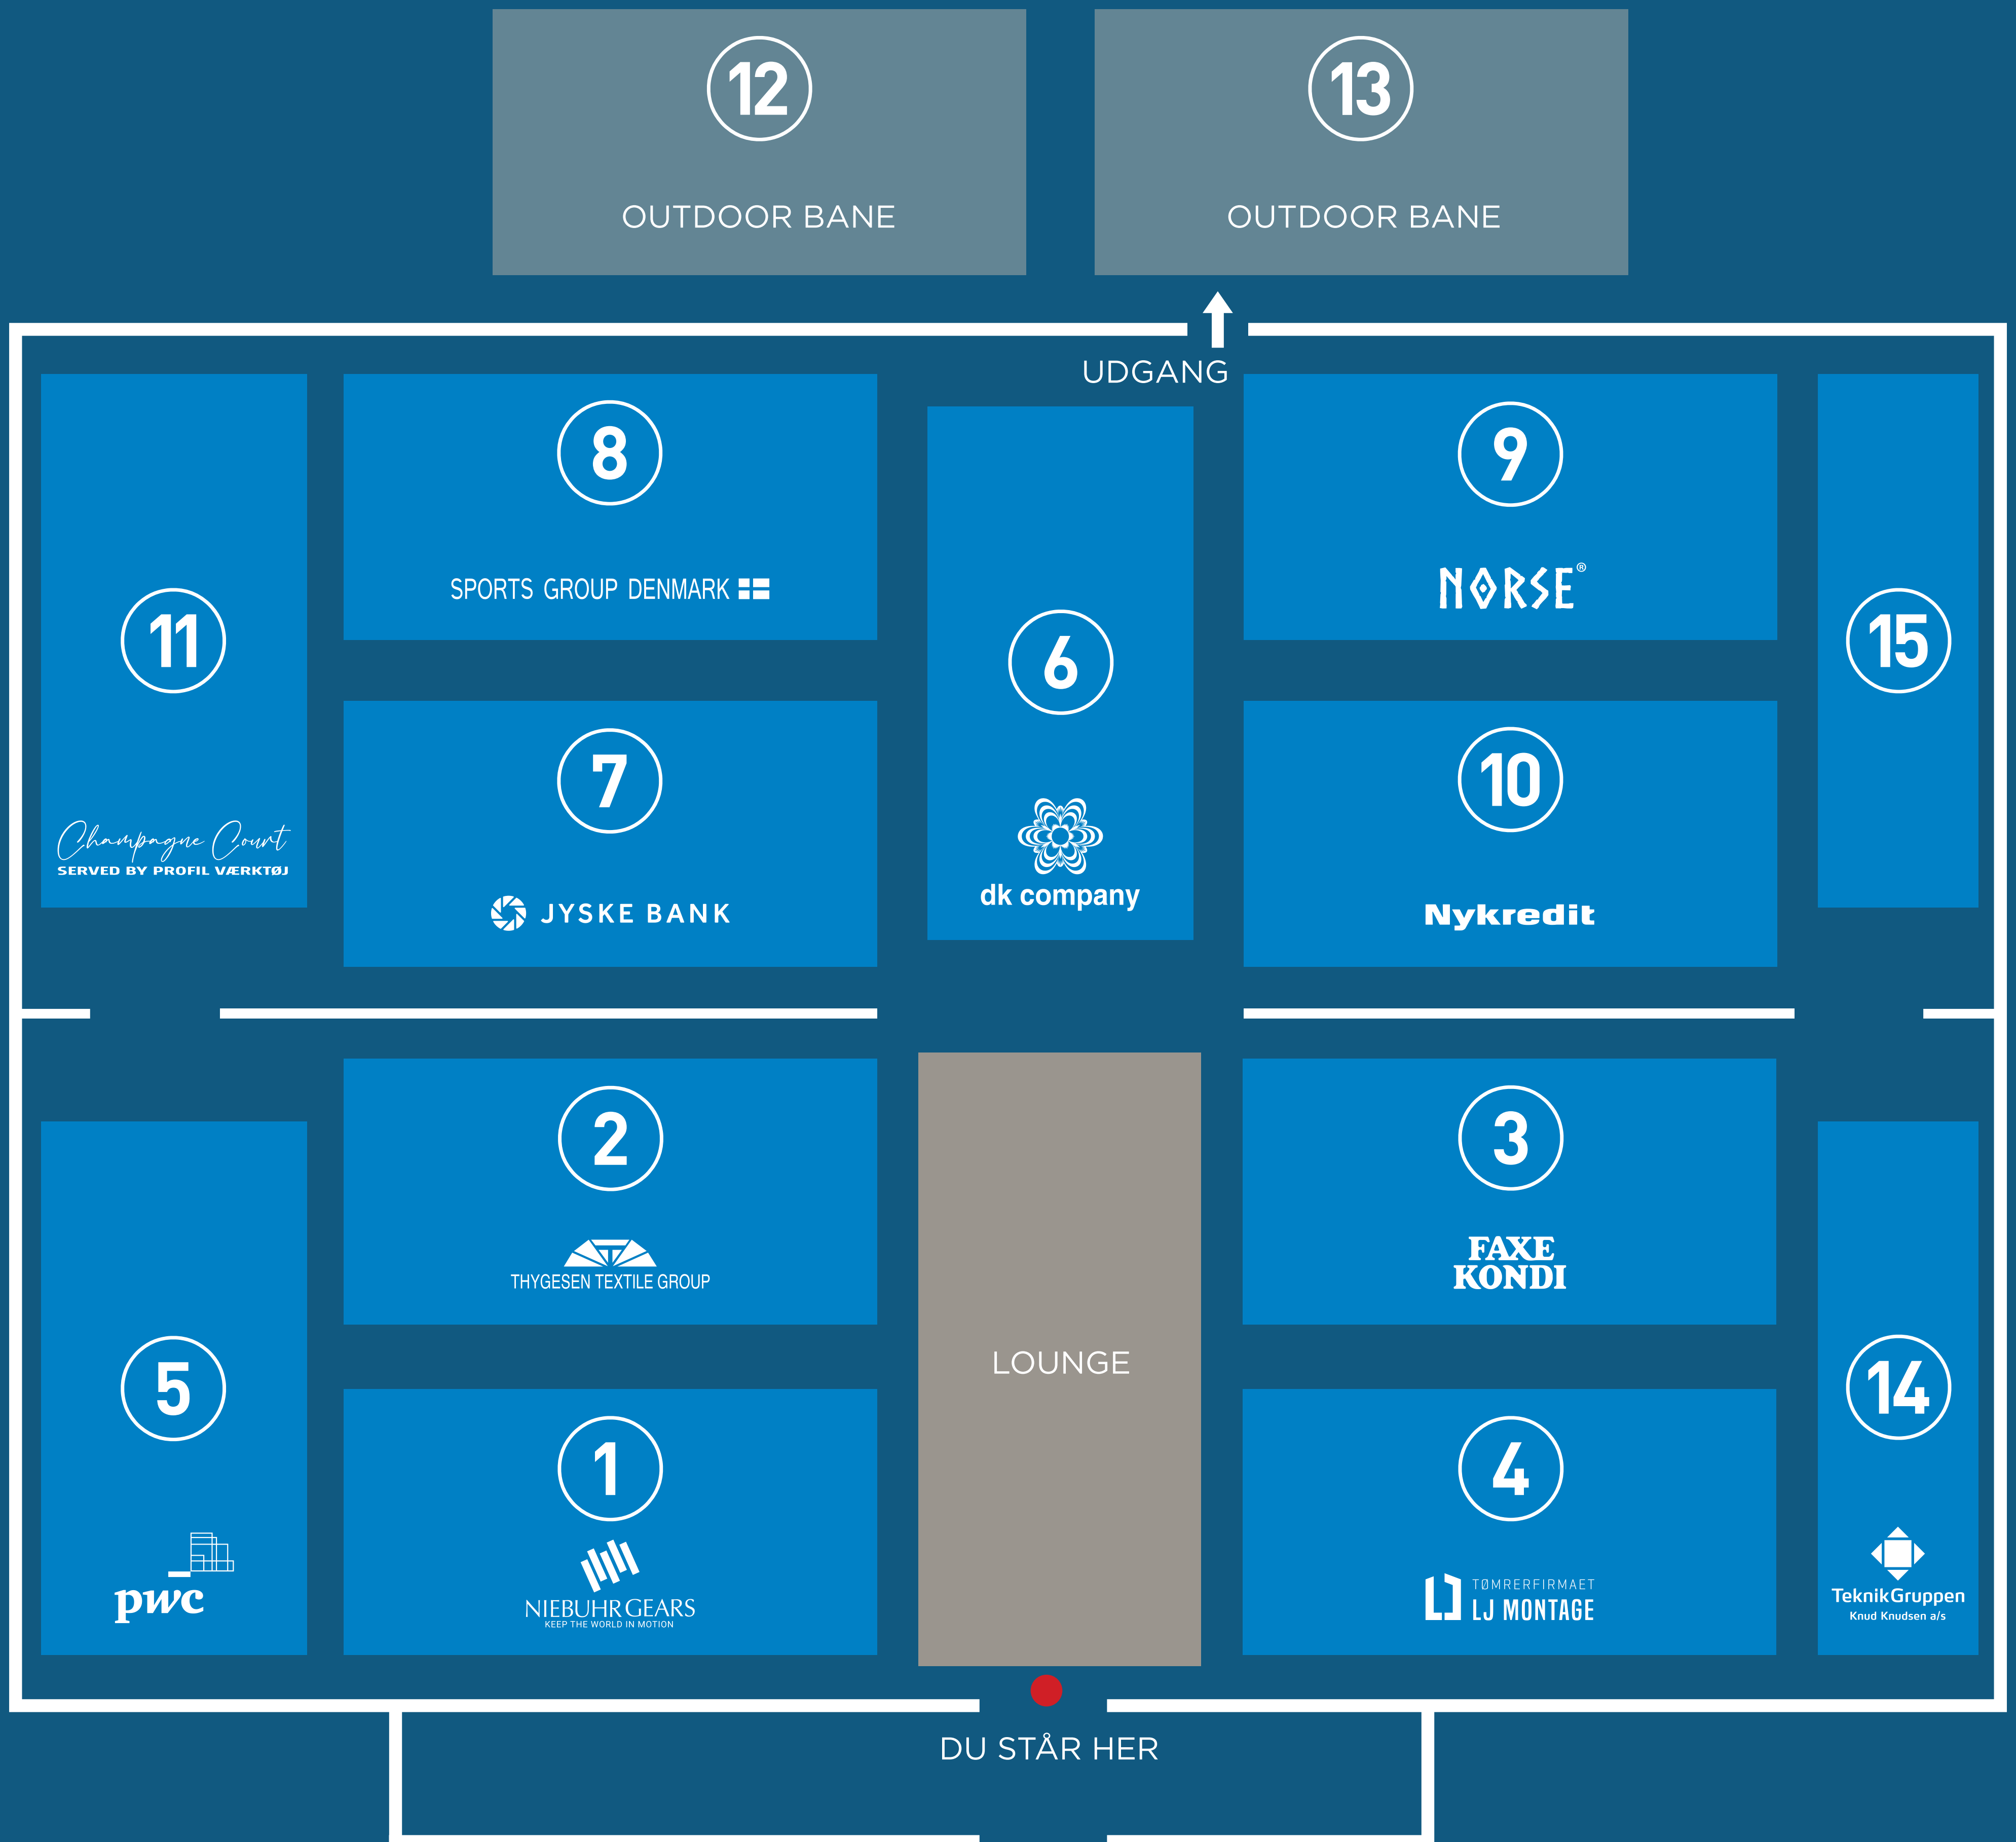 12
OUTDOOR BANE
13
OUTDOOR BANE
UDGANG
11
Champagne Court
SERVED BY PROFIL VÆRKTØJ
8
SPORTS GROUP DENMARK
7
JYSKE BANK
6
dk company
9
NORSE®
10
Nykredit
15
5
pwc
2
THYGESEN TEXTILE GROUP
1
NIEBUHR GEARS
KEEP THE WORLD IN MOTION
LOUNGE
3
FAXE
KONDI
4
TØMRERFIRMAET
LJ MONTAGE
14
TeknikGruppen
Knud Knudsen a/s
DU STÅR HER